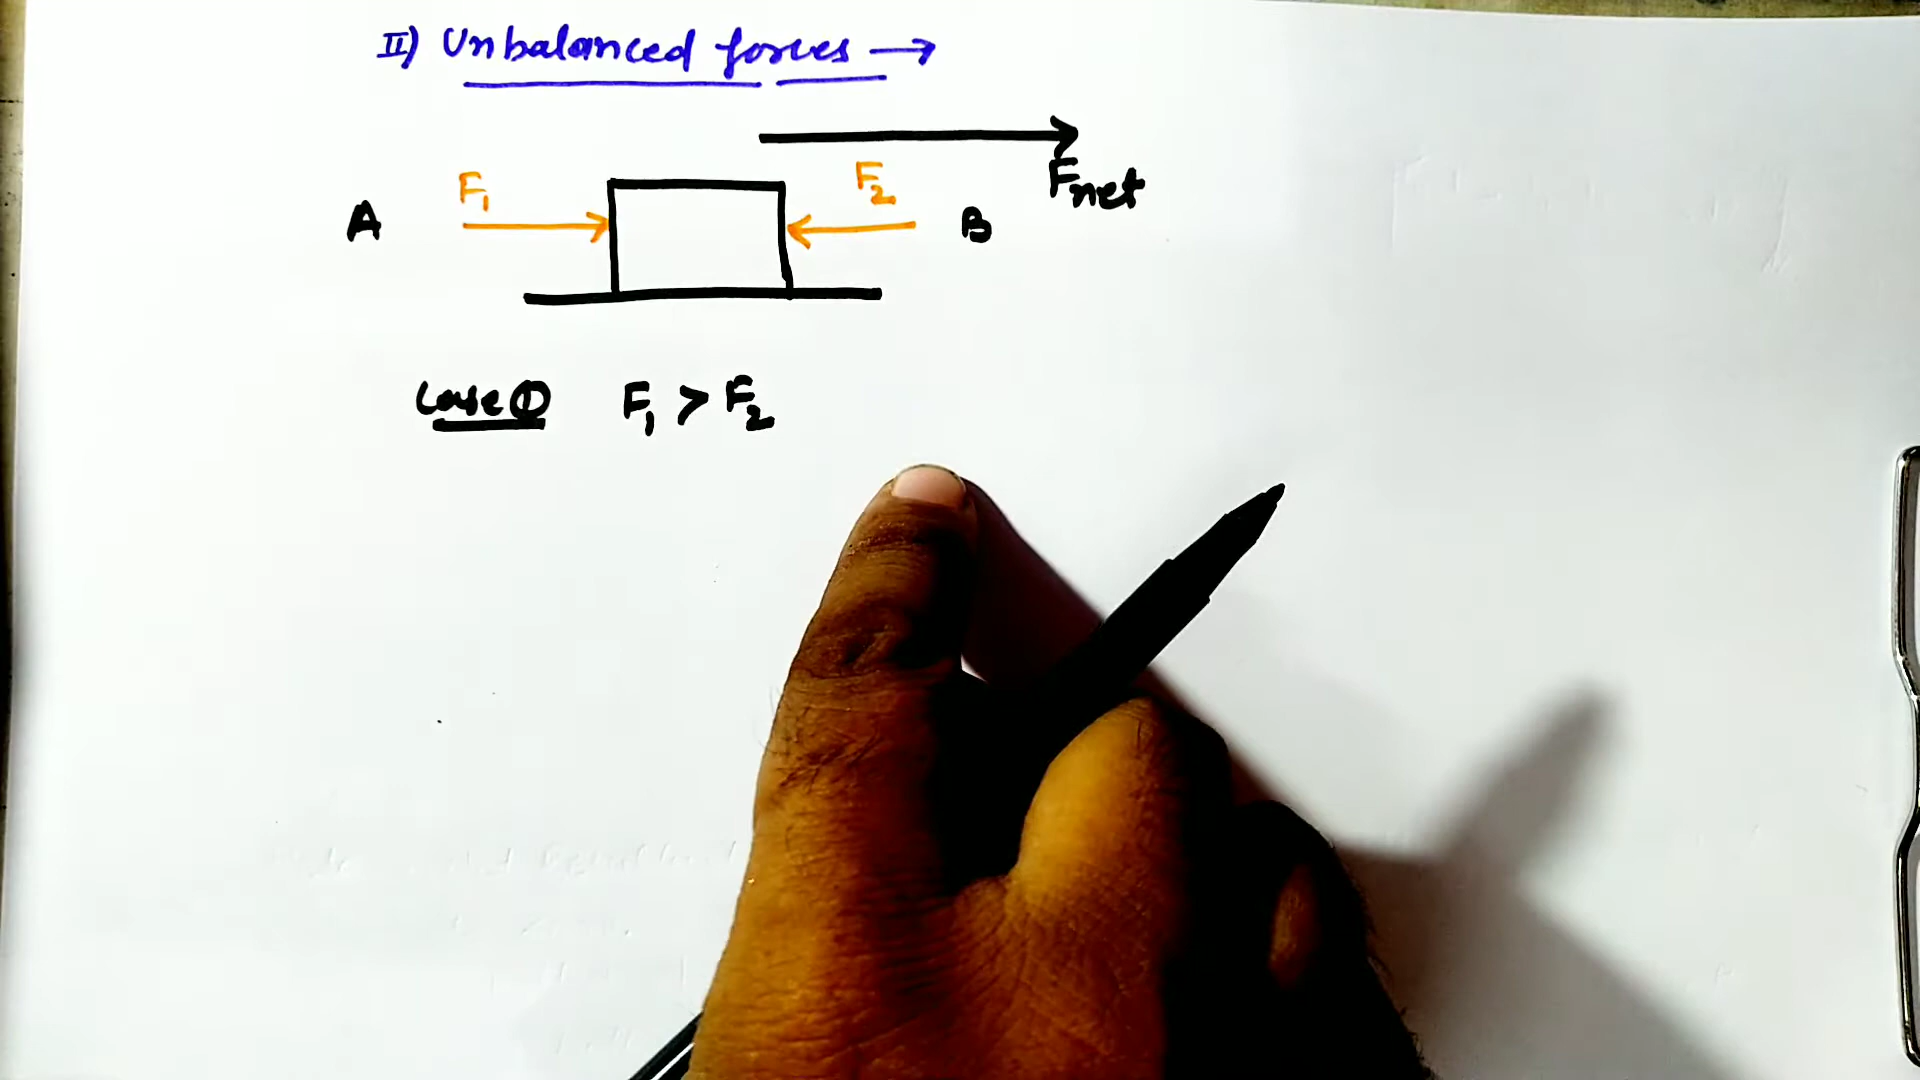 II) Unbalanced forces →
Fnet
A F₁ F₂ B
Case ① F₁ > F₂